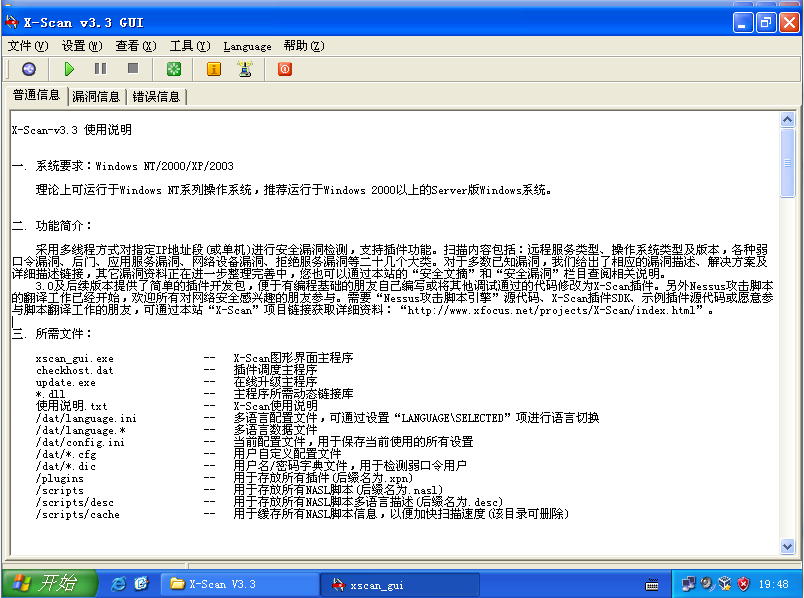 X-Scan v3.3 GUI
文件(V) 设置(W) 查看(X) 工具(Y) Language 帮助(Z)
普通信息 漏洞信息 错误信息
X-Scan-v3.3 使用说明
一. 系统要求：Windows NT/2000/XP/2003
理论上可运行于Windows NT系列操作系统，推荐运行于Windows 2000以上的Server版Windows系统。
二. 功能简介：
采用多线程方式对指定IP地址段(或单机)进行安全漏洞检测，支持插件功能。扫描内容包括：远程服务类型、操作系统类型及版本，各种弱
口令漏洞、后门、应用服务漏洞、网络设备漏洞、拒绝服务漏洞等二十几个大类。对于多数已知漏洞，我们给出了相应的漏洞描述、解决方案及
详细描述链接，其它漏洞资料正在进一步整理完善中，您也可以通过本站的“安全文摘”和“安全漏洞”栏目查阅相关说明。
3.0及后续版本提供了简单的插件开发包，便于有编程基础的朋友自己编写或将其他调试通过的代码修改为X-Scan插件。另外Nessus攻击脚本
的翻译工作已经开始，欢迎所有对网络安全感兴趣的朋友参与。需要“Nessus攻击脚本引擎”源代码、X-Scan插件SDK、示例插件源代码或愿意参
与脚本翻译工作的朋友，可通过本站“X-Scan”项目链接获取详细资料：“http://www.xfocus.net/projects/X-Scan/index.html”。
三. 所需文件：
xscan_gui.exe -- X-Scan图形界面主程序
checkhost.dat -- 插件调度主程序
update.exe -- 在线升级主程序
*.dll -- 主程序所需动态链接库
使用说明.txt -- X-Scan使用说明
/dat/language.ini -- 多语言配置文件，可通过设置“LANGUAGE\SELECTED”项进行语言切换
/dat/language.* -- 多语言数据文件
/dat/config.ini -- 当前配置文件，用于保存当前使用的所有设置
/dat/*.cfg -- 用户自定义配置文件
/dat/*.dic -- 用户名/密码字典文件，用于检测弱口令用户
/plugins -- 用于存放所有插件(后缀名为.xpn)
/scripts -- 用于存放所有NASL脚本(后缀名为.nasl)
/scripts/desc -- 用于存放所有NASL脚本多语言描述(后缀名为.desc)
/scripts/cache -- 用于缓存所有NASL脚本信息，以便加快扫描速度(该目录可删除)
开始 X-Scan V3.3 xscan_gui 19:48